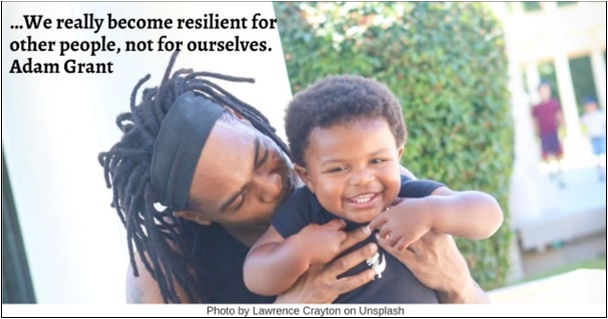 ...We really become resilient for
other people, not for ourselves.
Adam Grant
Photo by Lawrence Crayton on Unsplash